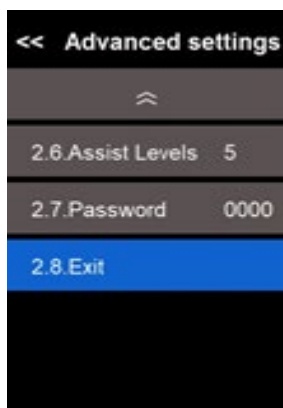 << Advanced settings
2.6.Assist Levels 5
2.7.Password 0000
2.8.Exit